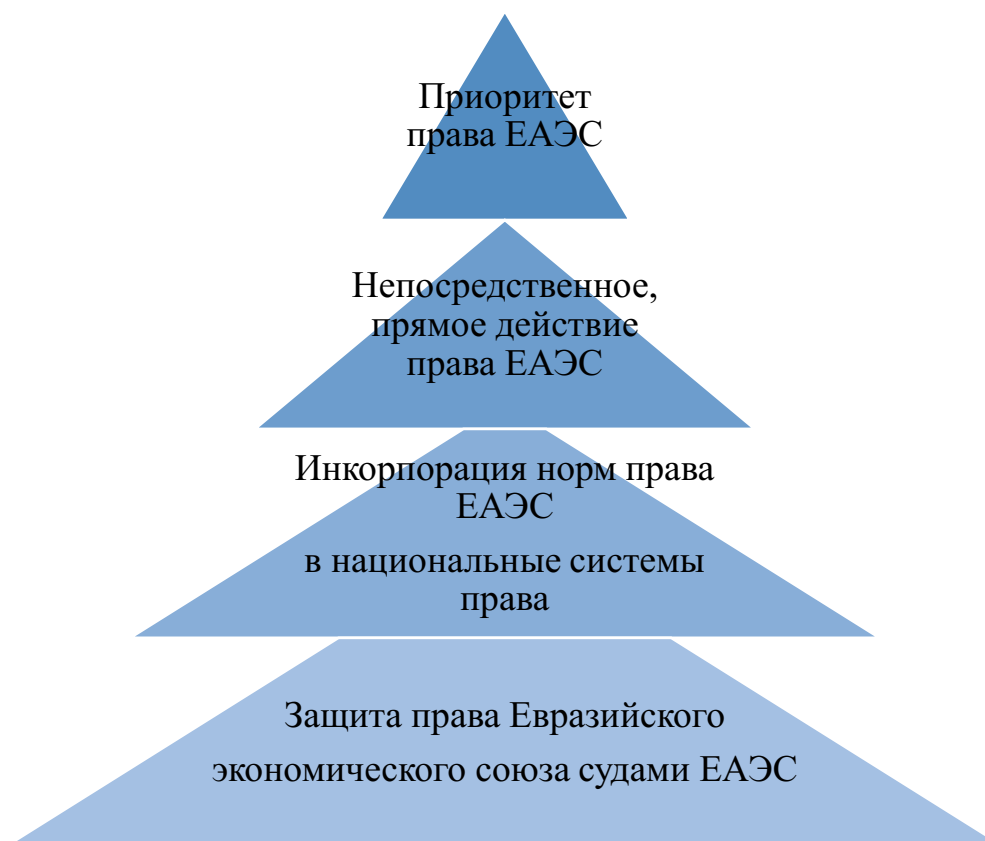 Приоритет
права ЕАЭС
Непосредственное,
прямое действие
права ЕАЭС
Инкорпорация норм права
ЕАЭС
в национальные системы
права
Защита права Евразийского
экономического союза судами ЕАЭС